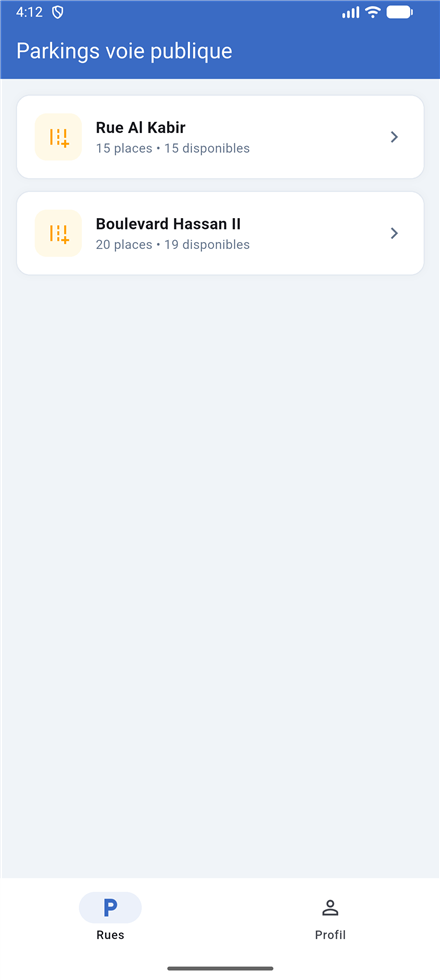 4:12
Parkings voie publique
Rue Al Kabir
15 places • 15 disponibles
Boulevard Hassan II
20 places • 19 disponibles
P
Rues
Profil